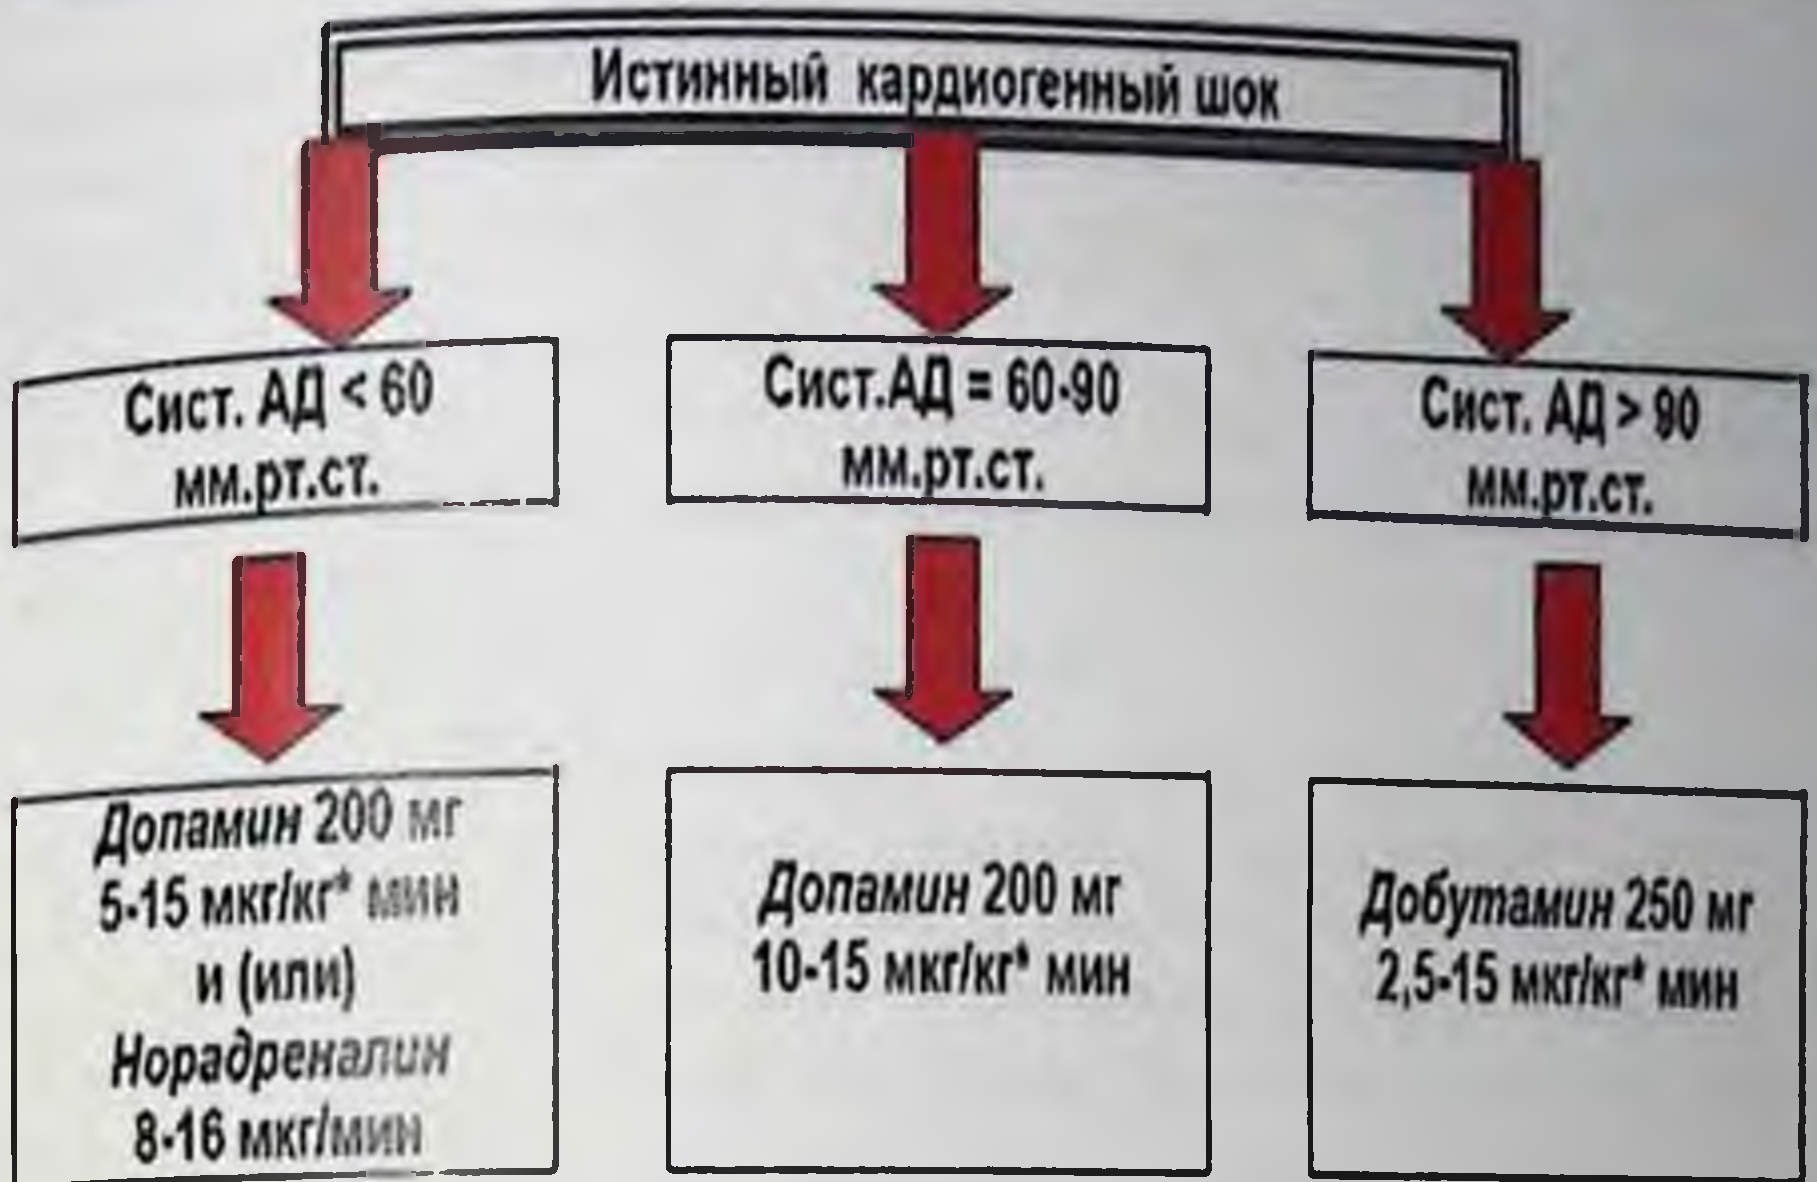 Истинный кардиогенный шок
Сист. АД < 60
мм.рт.ст.
Сист.АД = 60-90
мм.рт.ст.
Сист. АД > 90
мм.рт.ст.
Допамин 200 мг
5-15 мкг/кг* мин
и (или)
Норадреналин
8-16 мкг/мин
Допамин 200 мг
10-15 мкг/кг* мин
Добутамин 250 мг
2,5-15 мкг/кг* мин